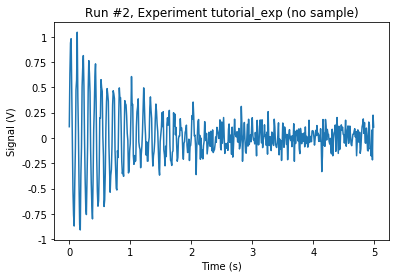 Run #2, Experiment tutorial_exp (no sample)
Signal (V)
1
0.75
0.5
0.25
0
-0.25
-0.5
-0.75
-1
0 1 2 3 4 5
Time (s)